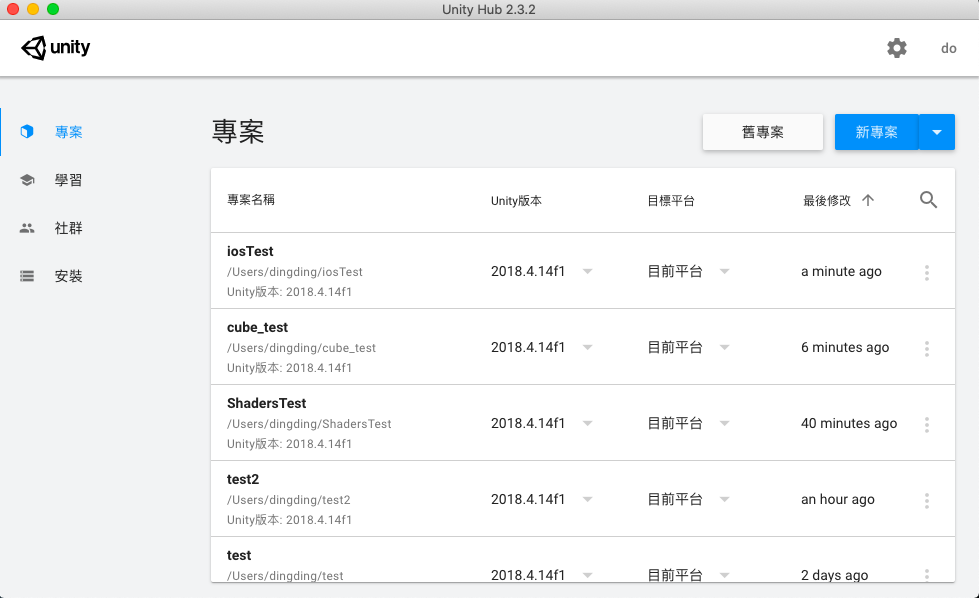 Unity Hub 2.3.2
unity
do
專案
學習
社群
安裝
專案
舊專案
新專案
專案名稱 Unity版本 目標平台 最後修改
iosTest
/Users/dingding/iosTest
Unity版本: 2018.4.14f1
2018.4.14f1 目前平台 a minute ago
cube_test
/Users/dingding/cube_test
Unity版本: 2018.4.14f1
2018.4.14f1 目前平台 6 minutes ago
ShadersTest
/Users/dingding/ShadersTest
Unity版本: 2018.4.14f1
2018.4.14f1 目前平台 40 minutes ago
test2
/Users/dingding/test2
Unity版本: 2018.4.14f1
2018.4.14f1 目前平台 an hour ago
test
/Users/dingding/test
2018.4.14f1 目前平台 2 days ago